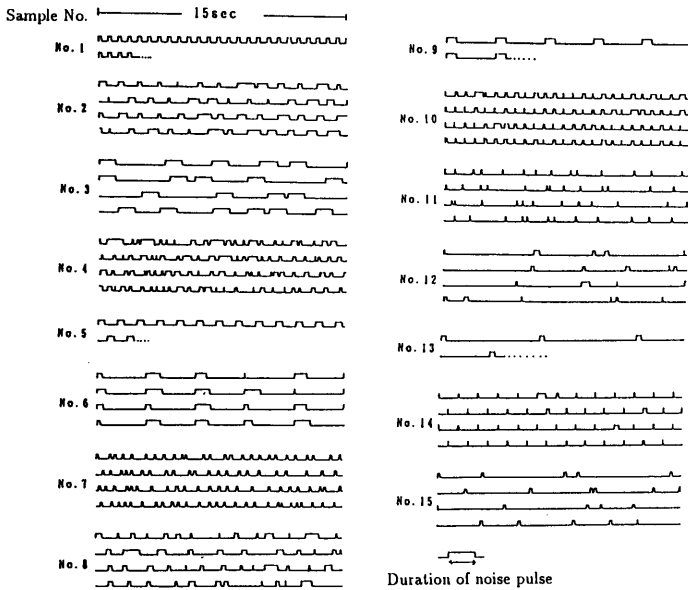 Sample No.
15sec
No. 1
No. 2
No. 3
No. 4
No. 5
No. 6
No. 7
No. 8
No. 9
No. 10
No. 11
No. 12
No. 13
No. 14
No. 15
Duration of noise pulse